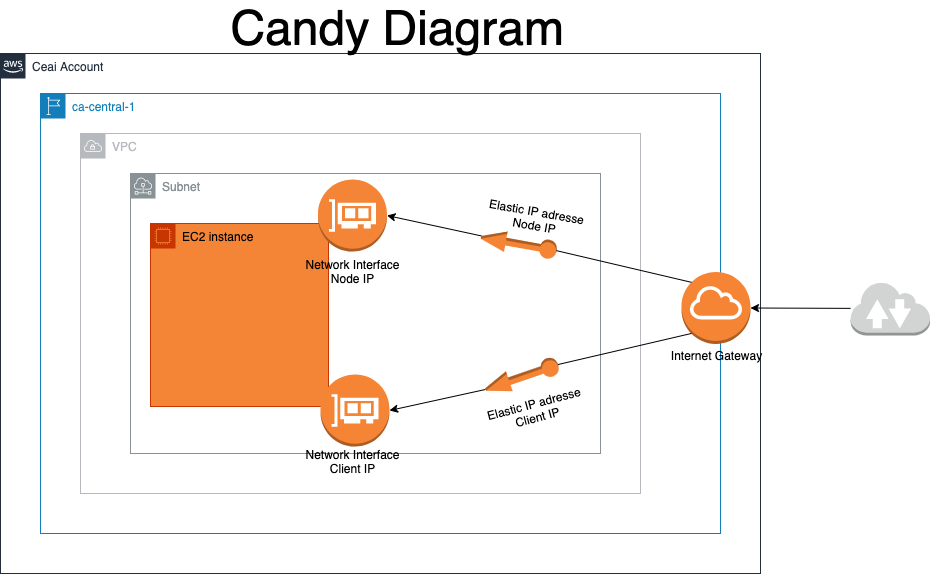 Candy Diagram
aws
Ceai Account
ca-central-1
VPC
Subnet
EC2 instance
Network Interface
Node IP
Elastic IP adresse
Node IP
Internet Gateway
Elastic IP adresse
Client IP
Network Interface
Client IP